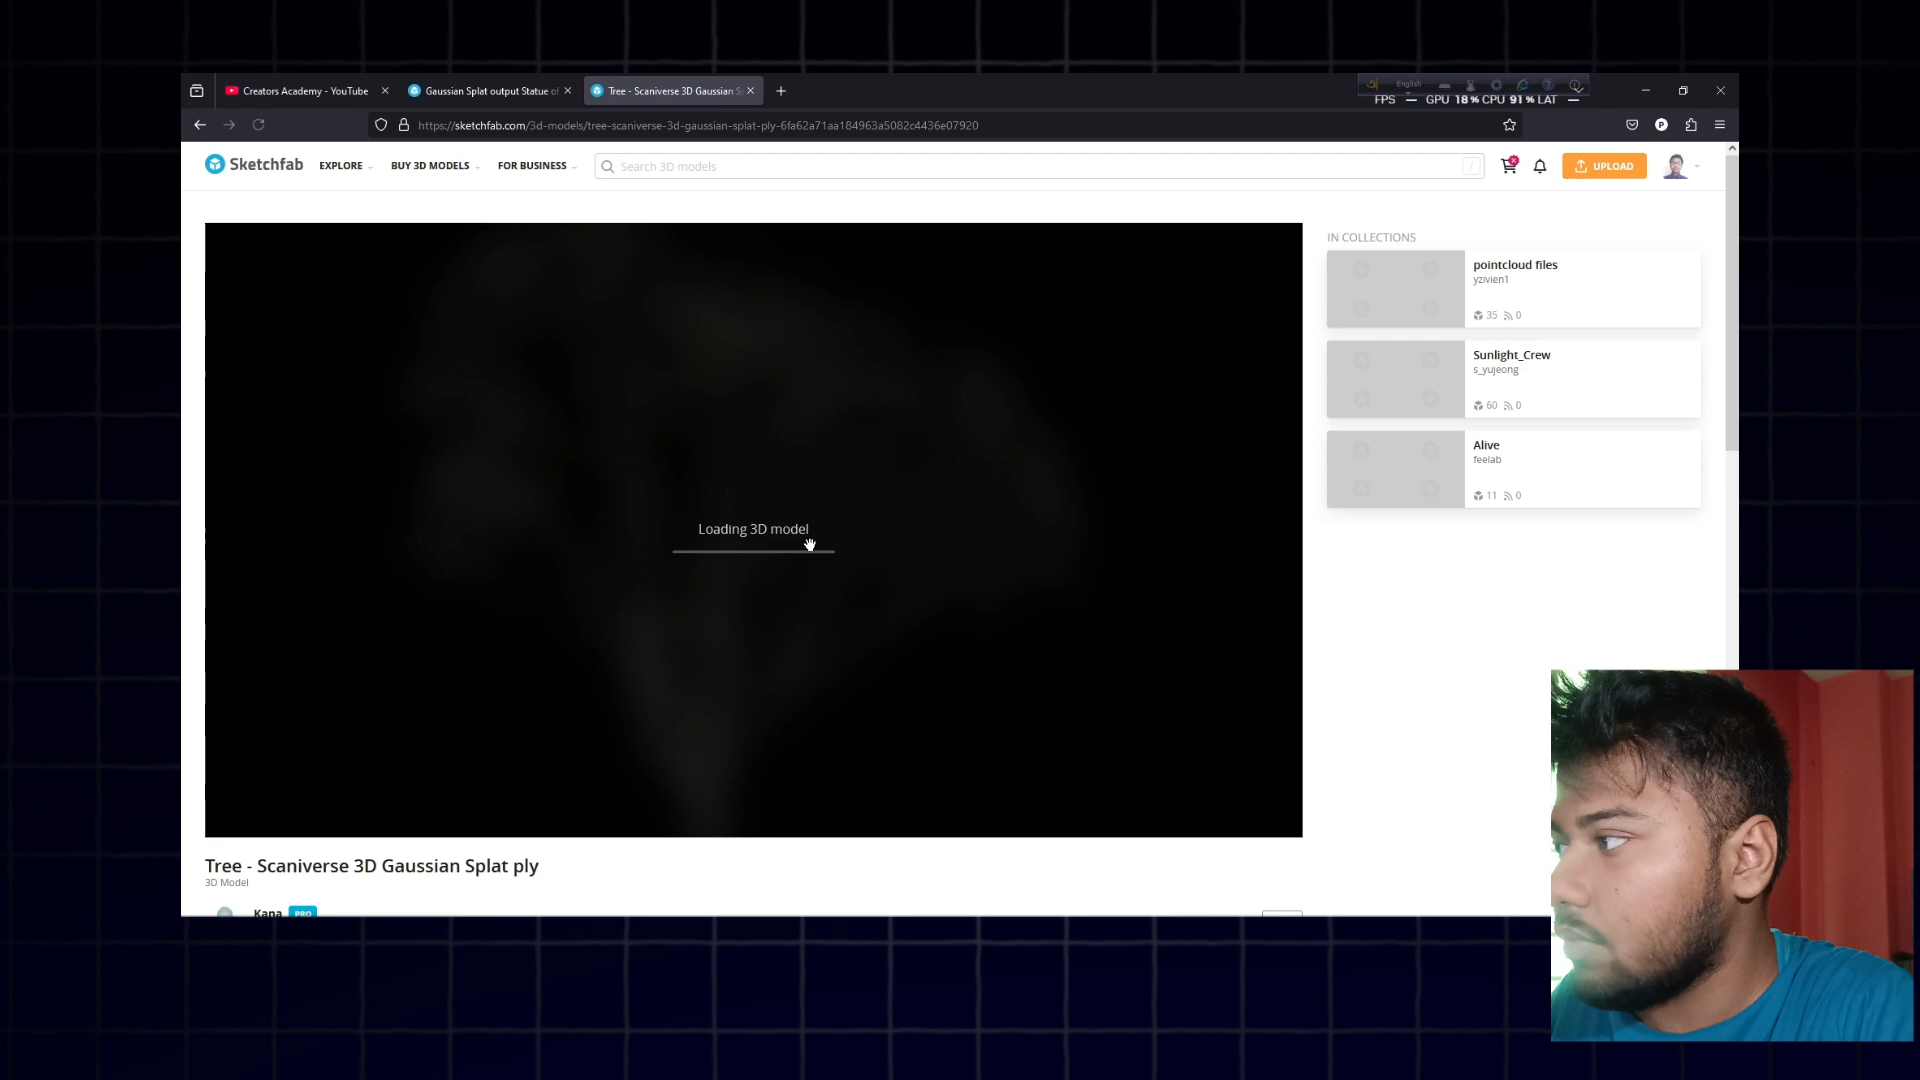 Creators Academy - YouTube
Gaussian Splat output Statue of
Tree - Scaniverse 3D Gaussian S
English
FPS — GPU 18 % CPU 91 % LAT —
https://sketchfab.com/3d-models/tree-scaniverse-3d-gaussian-splat-ply-6fa62a71aa184963a5082c4436e07920
P
Sketchfab
EXPLORE
BUY 3D MODELS
FOR BUSINESS
Search 3D models
/
UPLOAD
Loading 3D model
IN COLLECTIONS
pointcloud files
yzivien1
35 0
Sunlight_Crew
s_yujeong
60 0
Alive
feelab
11 0
Tree - Scaniverse 3D Gaussian Splat ply
3D Model
Kana PRO